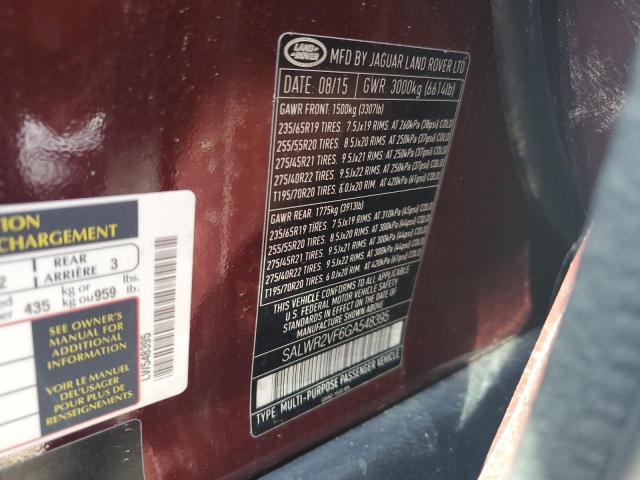 LAND ROVER
MFD BY JAGUAR LAND ROVER LTD
DATE: 08/15 GWR: 3000kg (6614lb)
GAWR FRONT: 1500kg (3307lb)
235/65R19 TIRES. 7.5Jx19 RIMS. AT 260kPa (38psi) COLD
255/55R20 TIRES. 8.5Jx20 RIMS. AT 250kPa (37psi) COLD
275/45R21 TIRES. 9.5Jx21 RIMS. AT 250kPa (37psi) COLD
275/40R22 TIRES. 9.5Jx22 RIMS. AT 250kPa (37psi) COLD
T195/70R20 TIRES. 6.0Jx20 RIM. AT 420kPa (61psi) COLD
GAWR REAR: 1775kg (3913lb)
235/65R19 TIRES. 7.5Jx19 RIMS. AT 310kPa (45psi) COLD
255/55R20 TIRES. 8.5Jx20 RIMS. AT 300kPa (44psi) COLD
275/45R21 TIRES. 9.5Jx21 RIMS. AT 300kPa (44psi) COLD
275/40R22 TIRES. 9.5Jx22 RIMS. AT 300kPa (44psi) COLD
T195/70R20 TIRES. 6.0Jx20 RIM. AT 420kPa (61psi) COLD
THIS VEHICLE CONFORMS TO ALL APPLICABLE
U.S. FEDERAL MOTOR VEHICLE SAFETY
STANDARDS IN EFFECT ON THE DATE OF
MANUFACTURE SHOWN ABOVE.
SALWR2VF6GA548395
TYPE: MULTI-PURPOSE PASSENGER VEHICLE
TION
CHARGEMENT
2 REAR ARRIÈRE 3
435 kg or kg ou 959 lbs. lb.
SEE OWNER'S
MANUAL FOR
ADDITIONAL
INFORMATION
VOIR LE MANUEL
DE L'USAGER
POUR PLUS DE
RENSEIGNEMENTS
LW548395